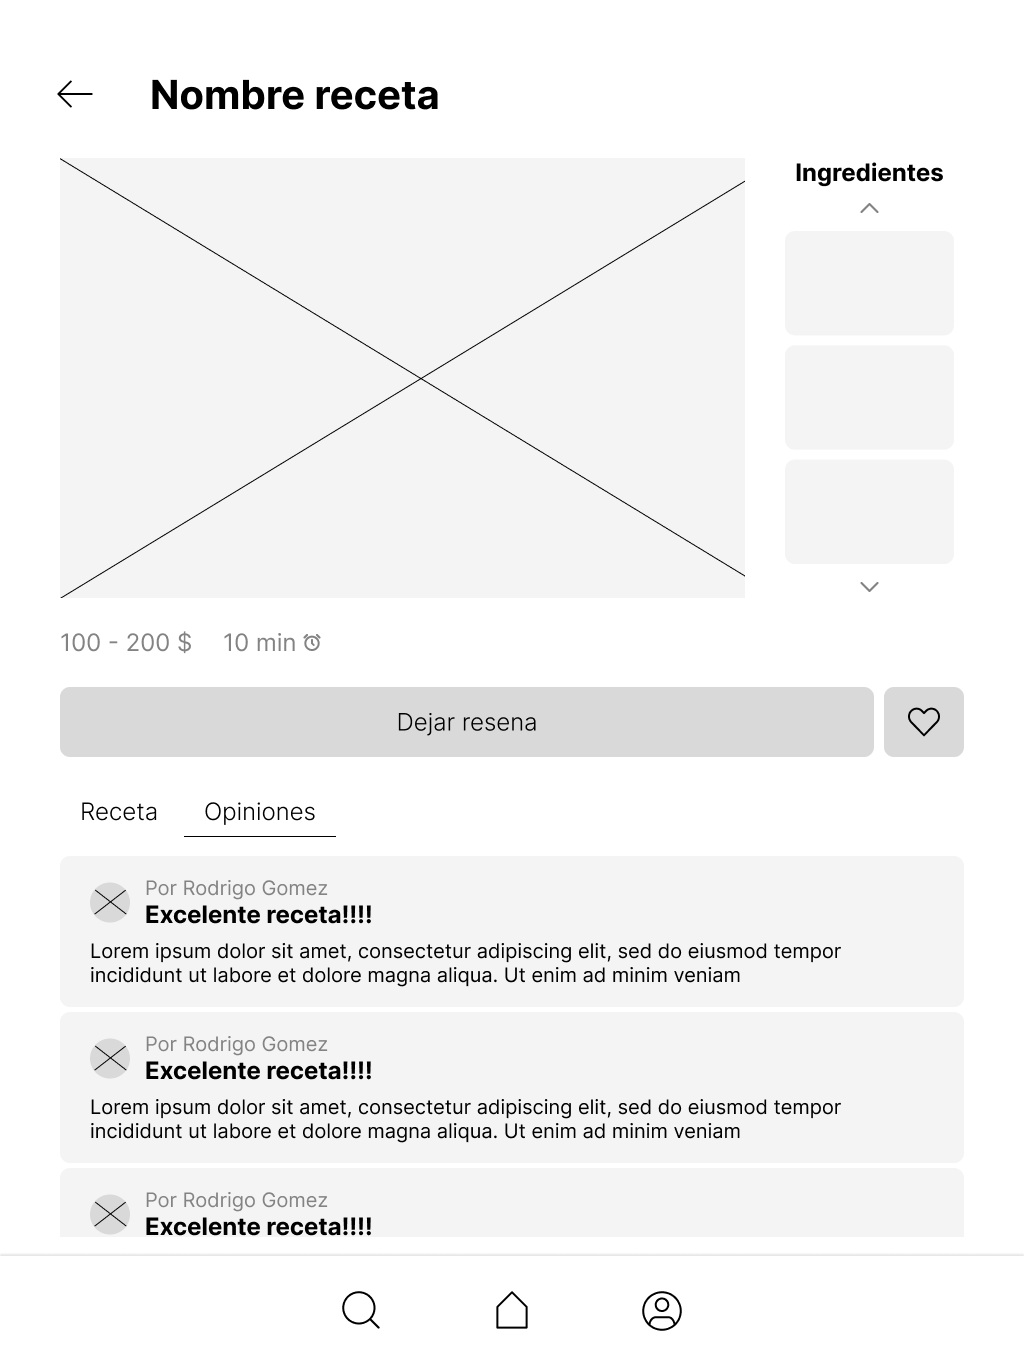 Nombre receta
Ingredientes
100 - 200 $
10 min
Dejar resena
Receta
Opiniones
Por Rodrigo Gomez
Excelente receta!!!!
Lorem ipsum dolor sit amet, consectetur adipiscing elit, sed do eiusmod tempor
incididunt ut labore et dolore magna aliqua. Ut enim ad minim veniam
Por Rodrigo Gomez
Excelente receta!!!!
Lorem ipsum dolor sit amet, consectetur adipiscing elit, sed do eiusmod tempor
incididunt ut labore et dolore magna aliqua. Ut enim ad minim veniam
Por Rodrigo Gomez
Excelente receta!!!!